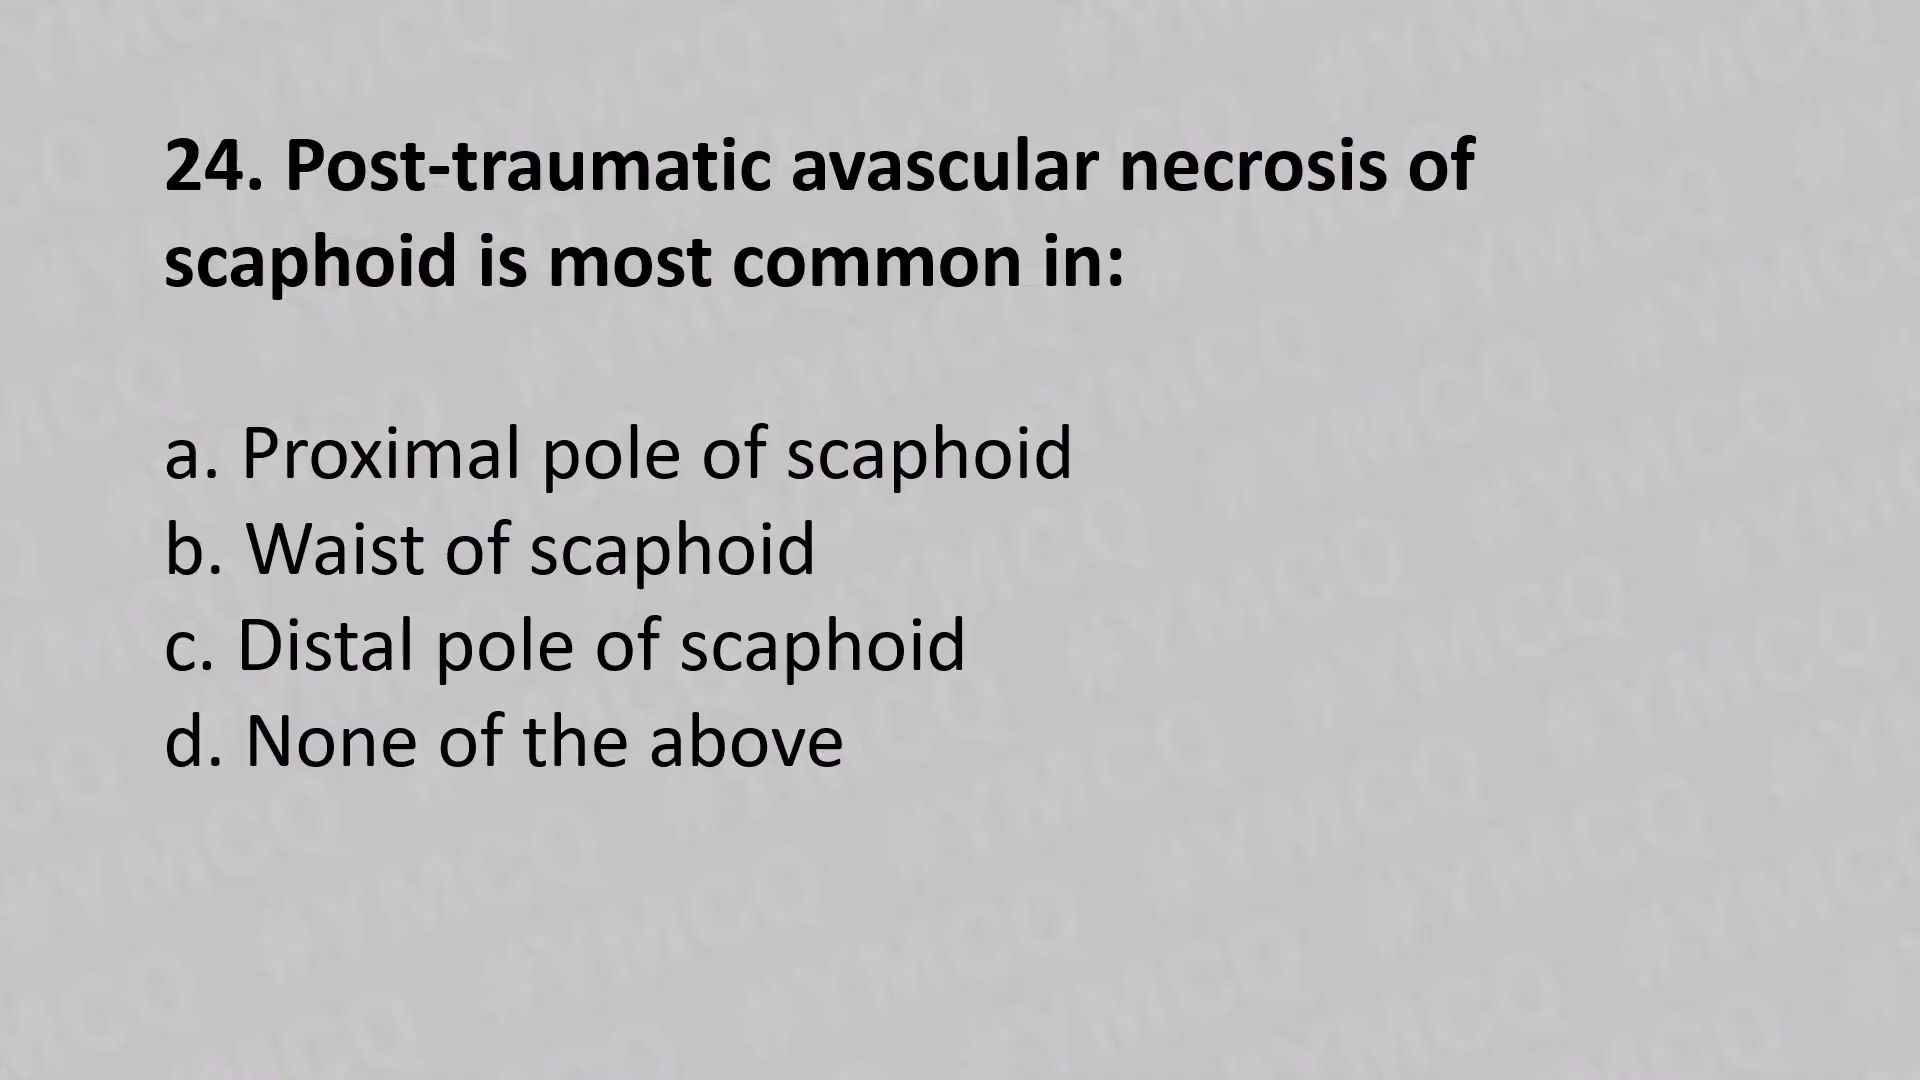 24. Post-traumatic avascular necrosis of
scaphoid is most common in:
a. Proximal pole of scaphoid
b. Waist of scaphoid
c. Distal pole of scaphoid
d. None of the above
#YMCQ